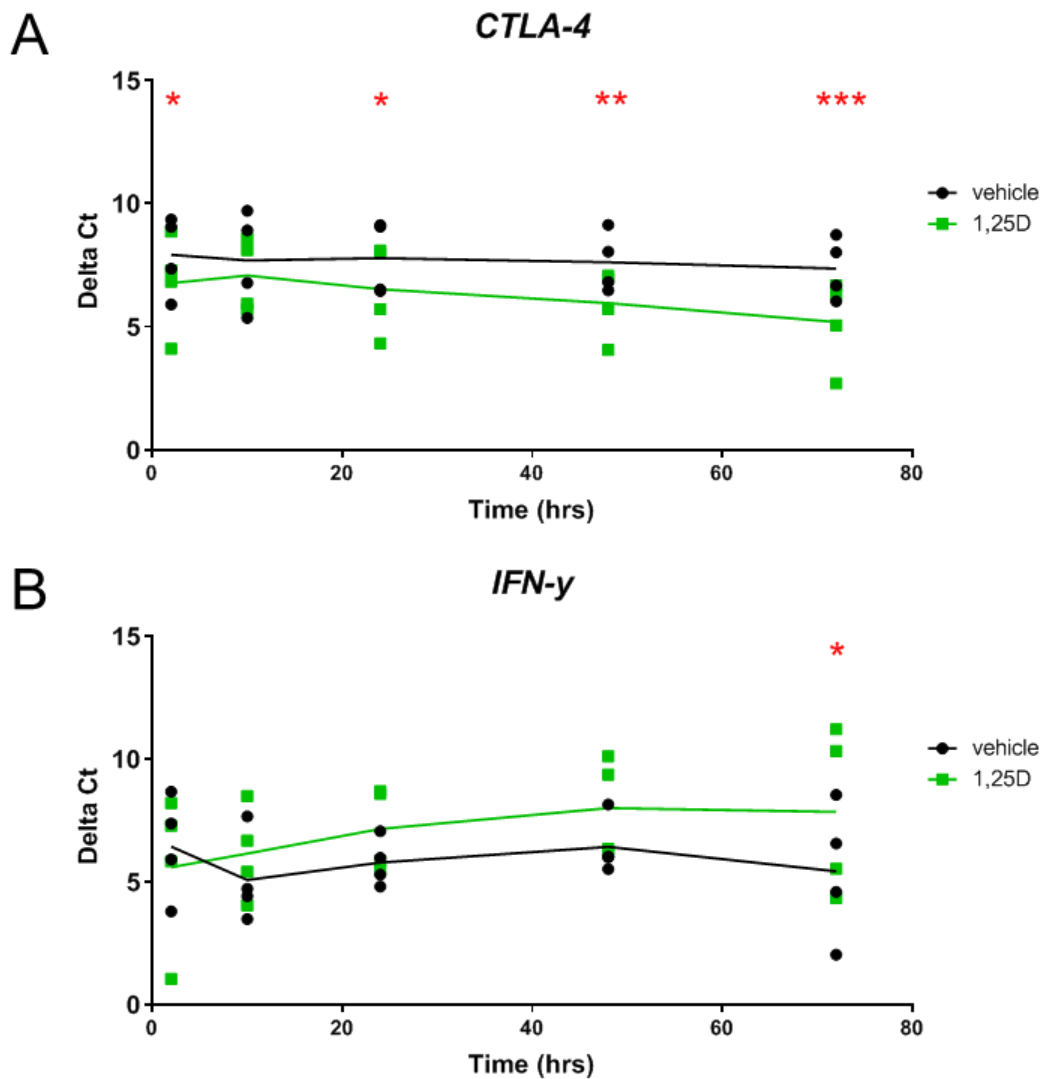 A
CTLA-4
15
* * ** ***
10
5
0
Delta Ct
vehicle
1,25D
0 20 40 60 80
Time (hrs)
B
IFN-y
15
*
10
5
0
Delta Ct
vehicle
1,25D
0 20 40 60 80
Time (hrs)